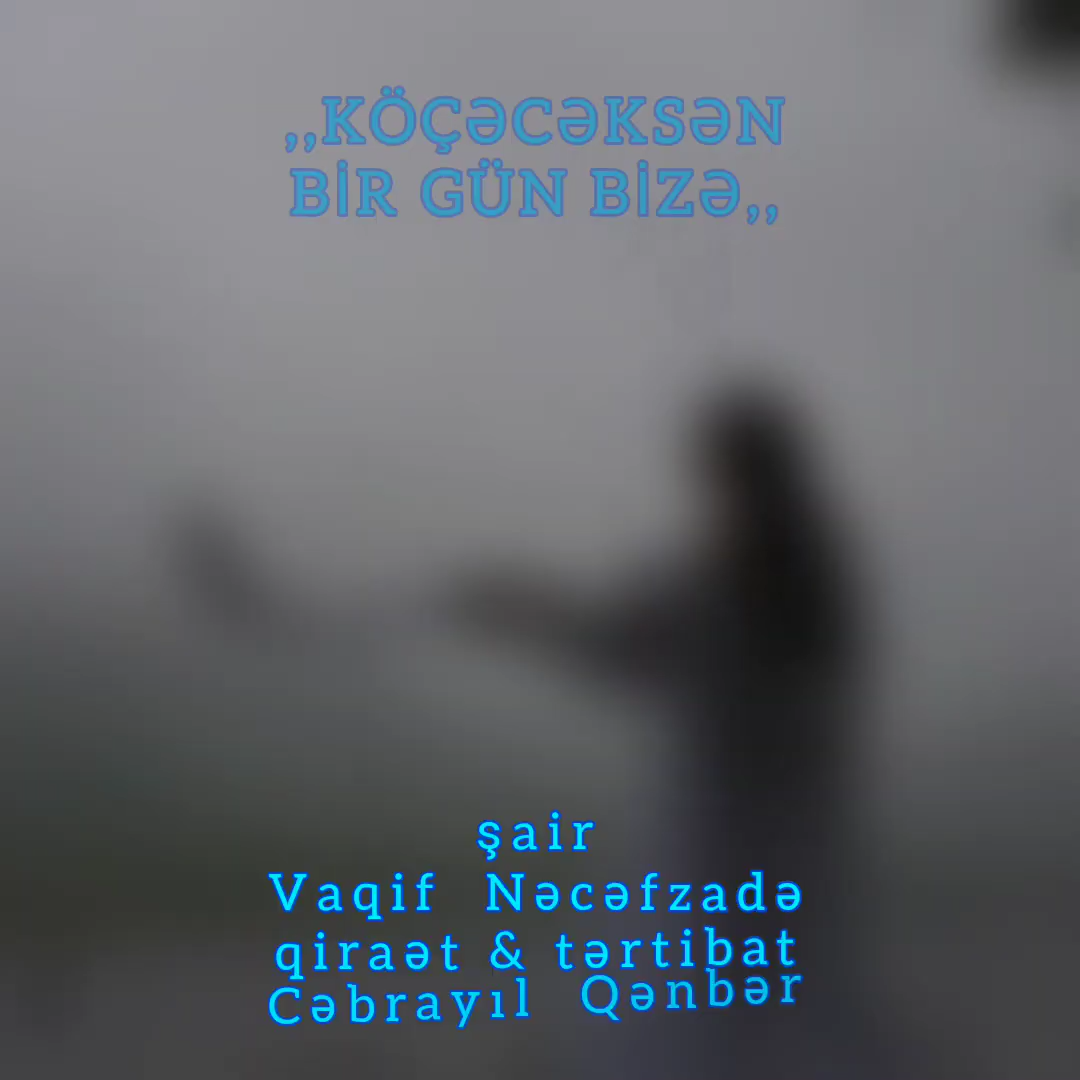 ,,KÖÇƏCƏKSƏN
BİR GÜN BİZƏ,,
şair
Vaqif Nəcəfzadə
qiraət & tərtibat
Cəbrayıl Qənbər